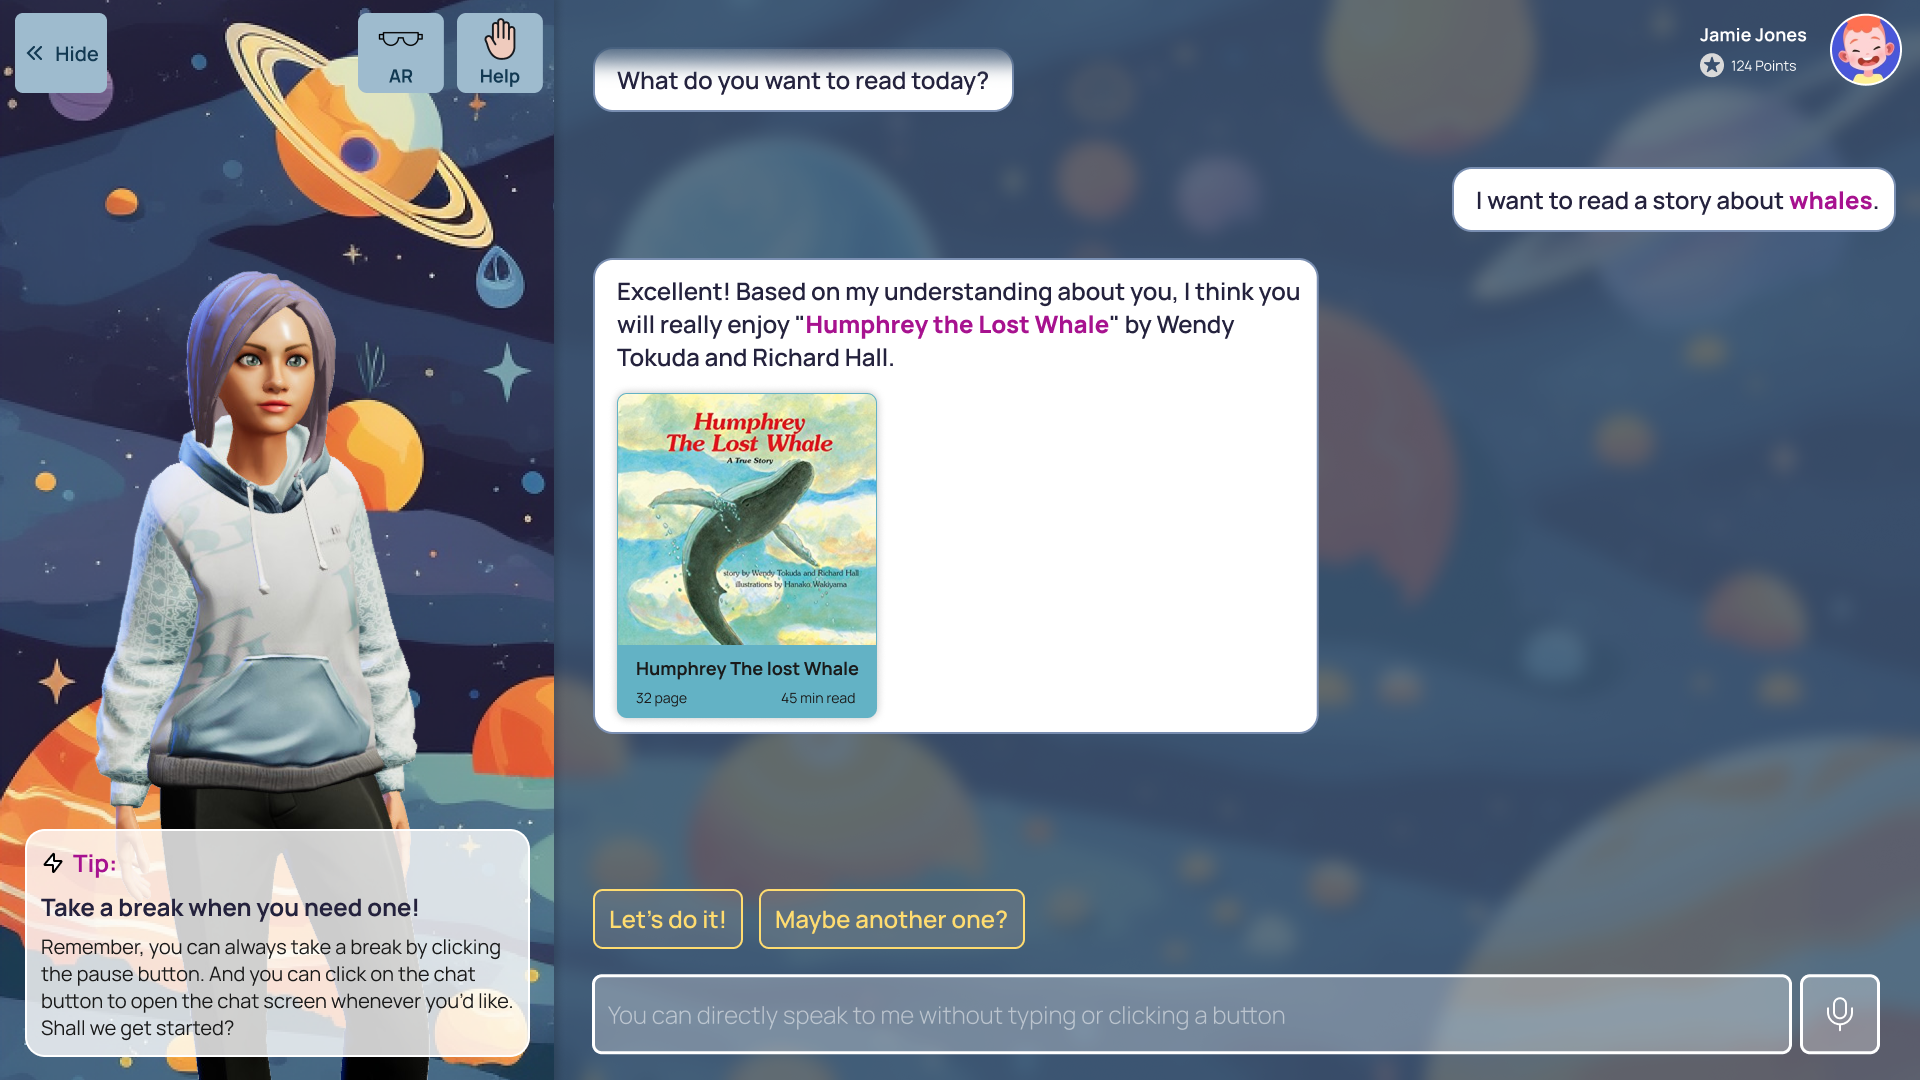 Hide
AR
Help
Jamie Jones
124 Points
What do you want to read today?
I want to read a story about whales.
Excellent! Based on my understanding about you, I think you
will really enjoy "Humphrey the Lost Whale" by Wendy
Tokuda and Richard Hall.
Humphrey
The Lost Whale
A True Story
story by Wendy Tokuda and Richard Hall
illustrations by Hanako Wakiyama
Humphrey The lost Whale
32 page
45 min read
Tip:
Take a break when you need one!
Remember, you can always take a break by clicking
the pause button. And you can click on the chat
button to open the chat screen whenever you’d like.
Shall we get started?
Let’s do it!
Maybe another one?
You can directly speak to me without typing or clicking a button